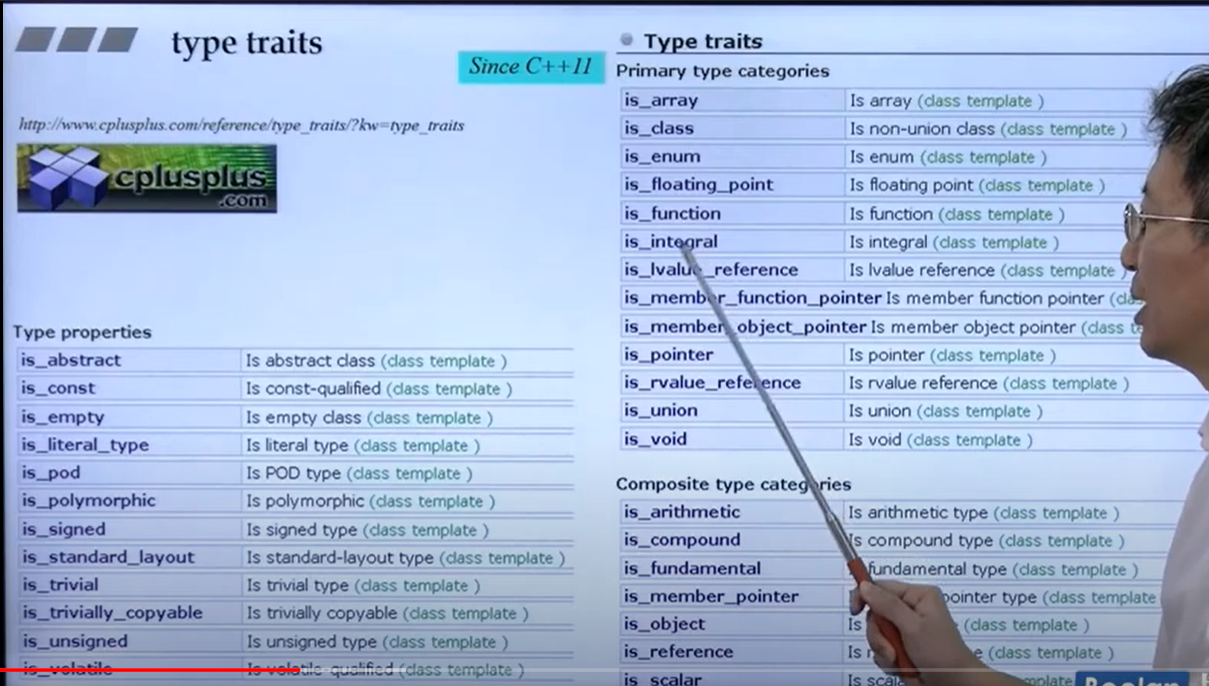 type traits
Since C++11
http://www.cplusplus.com/reference/type_traits/?kw=type_traits
cplusplus
.com
Type properties
is_abstract Is abstract class (class template )
is_const Is const-qualified (class template )
is_empty Is empty class (class template )
is_literal_type Is literal type (class template )
is_pod Is POD type (class template )
is_polymorphic Is polymorphic (class template )
is_signed Is signed type (class template )
is_standard_layout Is standard-layout type (class template )
is_trivial Is trivial type (class template )
is_trivially_copyable Is trivially copyable (class template )
is_unsigned Is unsigned type (class template )
is_volatile Is volatile-qualified (class template )
Type traits
Primary type categories
is_array Is array (class template )
is_class Is non-union class (class template )
is_enum Is enum (class template )
is_floating_point Is floating point (class template )
is_function Is function (class template )
is_integral Is integral (class template )
is_lvalue_reference Is lvalue reference (class template
is_member_function_pointer Is member function pointer
is_member_object_pointer Is member object pointer (class
is_pointer Is pointer (class template )
is_rvalue_reference Is rvalue reference (class template )
is_union Is union (class template )
is_void Is void (class template )
Composite type categories
is_arithmetic Is arithmetic type (class template )
is_compound Is compound type (class template )
is_fundamental fundamental type (class template )
is_member_pointer pointer type (class template
is_object Is (class template )
is_reference Is (class template )
is_scalar Is
Boolan